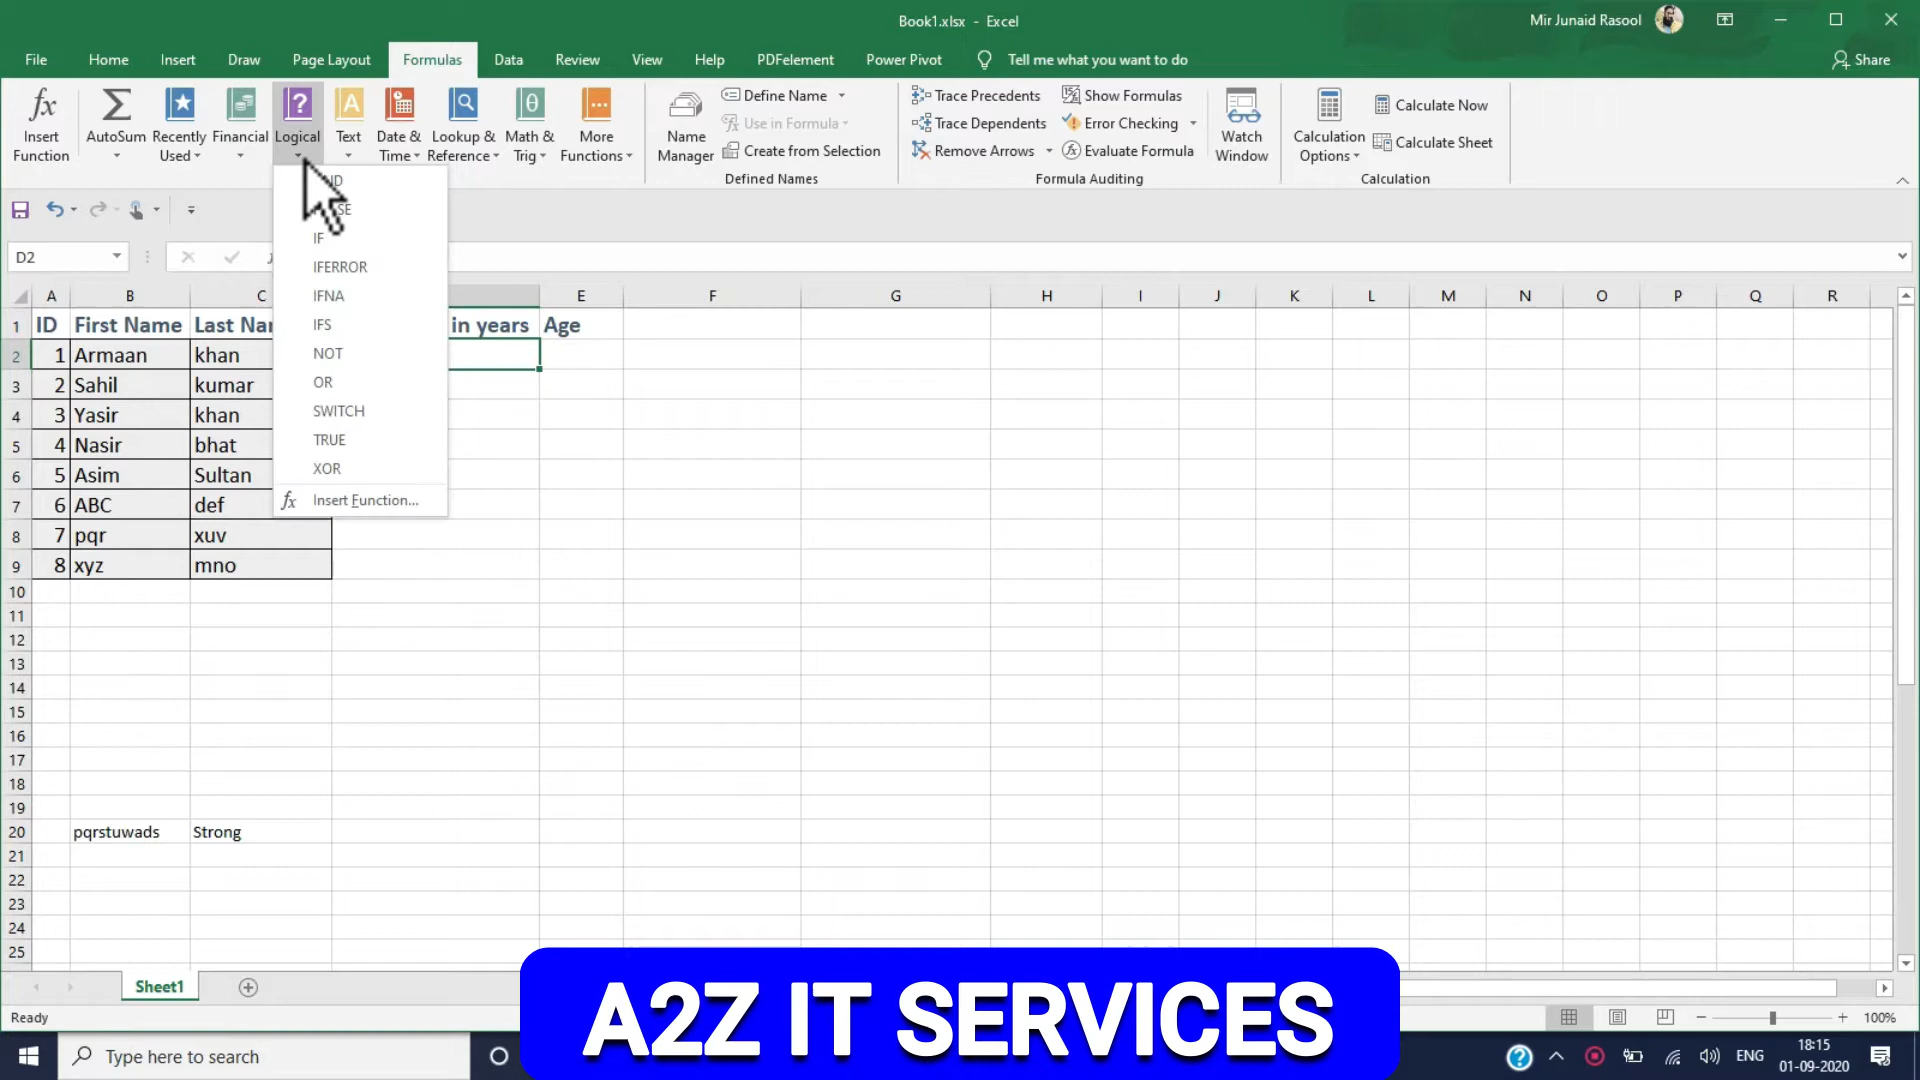 Book1.xlsx - Excel
Mir Junaid Rasool
File Home Insert Draw Page Layout Formulas Data Review View Help PDFelement Power Pivot Tell me what you want to do Share
Insert Function
AutoSum
Recently Used
Financial
Logical
Text
Date & Time
Lookup & Reference
Math & Trig
More Functions
Name Manager
Define Name
Use in Formula
Create from Selection
Defined Names
Trace Precedents
Trace Dependents
Remove Arrows
Show Formulas
Error Checking
Evaluate Formula
Formula Auditing
Watch Window
Calculation Options
Calculate Now
Calculate Sheet
Calculation
IF
IFERROR
IFNA
IFS
NOT
OR
SWITCH
TRUE
XOR
fx Insert Function...
D2
A B C E F G H I J K L M N O P Q R
1 ID First Name Last Na in years Age
2 1 Armaan khan
3 2 Sahil kumar
4 3 Yasir khan
5 4 Nasir bhat
6 5 Asim Sultan
7 6 ABC def
8 7 pqr xuv
9 8 xyz mno
10
11
12
13
14
15
16
17
18
19
20 pqrstuwads Strong
21
22
23
24
25
Sheet1
Ready
100%
A2Z IT SERVICES
Type here to search
ENG
18:15
01-09-2020